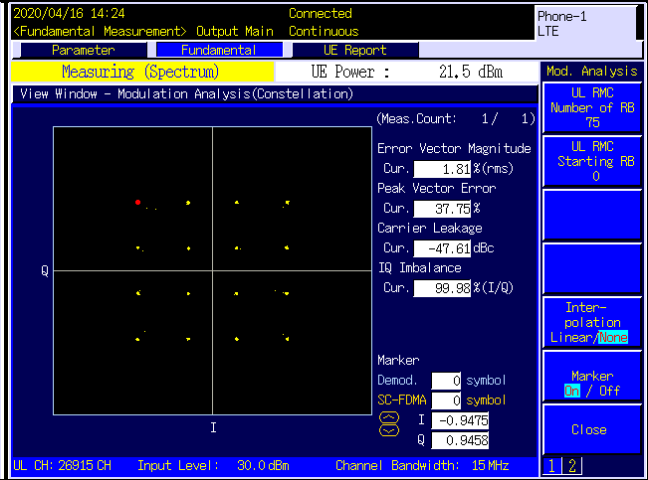 2020/04/16 14:24 Connected Phone-1
<Fundamental Measurement> Output Main Continuous LTE
Parameter Fundamental UE Report
Measuring (Spectrum) UE Power : 21.5 dBm Mod. Analysis
View Window - Modulation Analysis(Constellation)
UL RMC
Number of RB
75
(Meas.Count: 1/ 1)
Error Vector Magnitude
Cur. 1.81 %(rms)
Peak Vector Error
Cur. 37.75 %
Carrier Leakage
Cur. -47.61 dBc
IQ Imbalance
Cur. 99.98 %(I/Q)
UL RMC
Starting RB
0
Q
I
Inter-
polation
Linear/None
Marker
Demod. 0 symbol
SC-FDMA 0 symbol
I -0.9475
Q 0.9458
Marker
On / Off
Close
UL CH: 26915 CH Input Level: 30.0 dBm Channel Bandwidth: 15 MHz 1 2